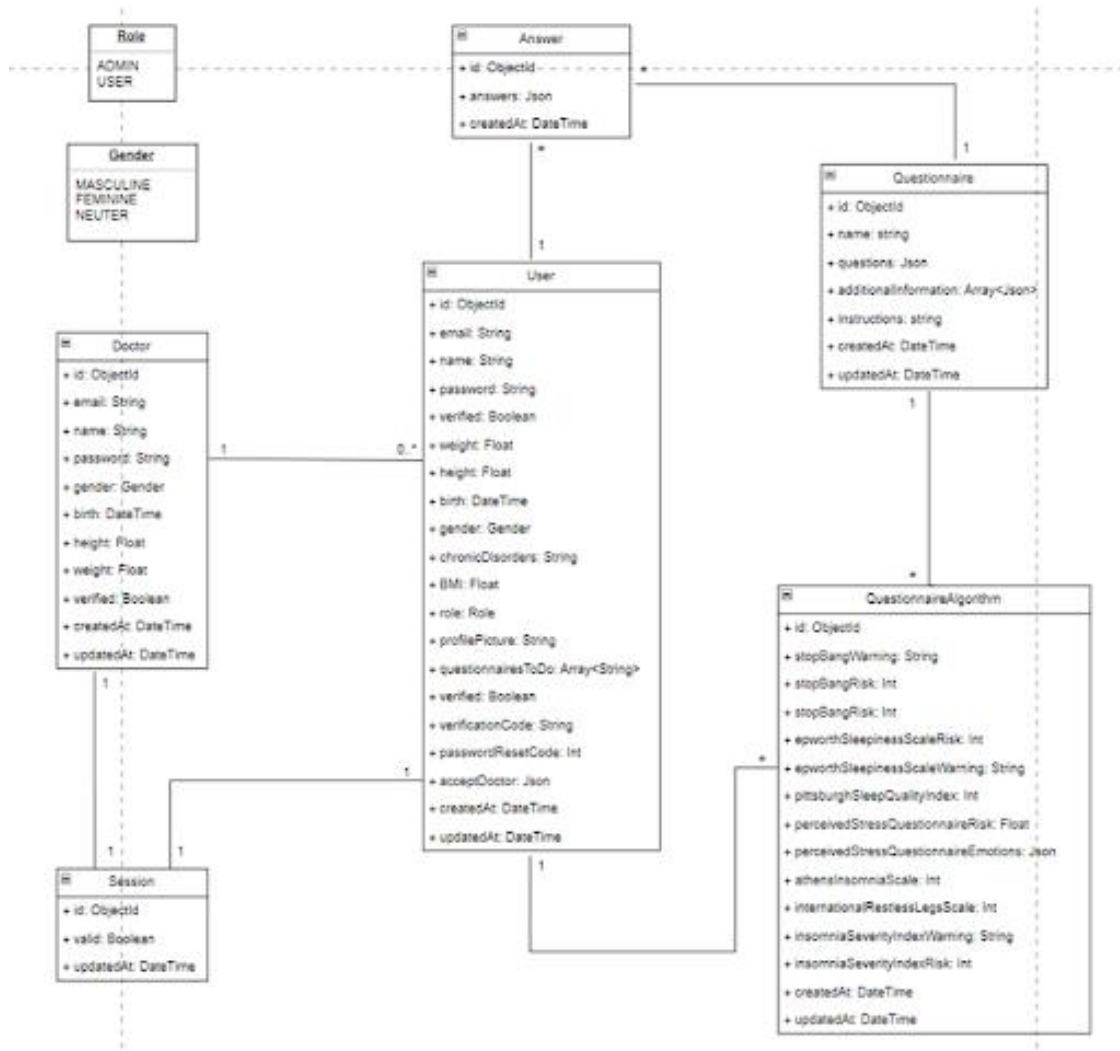 Role
ADMIN
USER
Gender
MASCULINE
FEMININE
NEUTER
Answer
+ id: ObjectId
+ answers: Json
+ createdAt: DateTime
*
1
*
1
Questionnaire
+ id: ObjectId
+ name: string
+ questions: Json
+ additionalInformation: Array<Json>
+ instructions: string
+ createdAt: DateTime
+ updatedAt: DateTime
1
*
User
+ id: ObjectId
+ email: String
+ name: String
+ password: String
+ verified: Boolean
+ weight: Float
+ height: Float
+ birth: DateTime
+ gender: Gender
+ chronicDisorders: String
+ BMI: Float
+ role: Role
+ profilePicture: String
+ questionnairesToDo: Array<String>
+ verified: Boolean
+ verificationCode: String
+ passwordResetCode: Int
+ acceptDoctor: Json
+ createdAt: DateTime
+ updatedAt: DateTime
Doctor
+ id: ObjectId
+ email: String
+ name: String
+ password: String
+ gender: Gender
+ birth: DateTime
+ height: Float
+ weight: Float
+ verified: Boolean
+ createdAt: DateTime
+ updatedAt: DateTime
1
0..*
1
1
1
1
Session
+ id: ObjectId
+ valid: Boolean
+ updatedAt: DateTime
QuestionnaireAlgorithm
+ id: ObjectId
+ stopBangWarning: String
+ stopBangRisk: Int
+ stopBangRisk: Int
+ epworthSleepinessScaleRisk: Int
+ epworthSleepinessScaleWarning: String
+ pittsburghSleepQualityIndex: Int
+ perceivedStressQuestionnaireRisk: Float
+ perceivedStressQuestionnaireEmotions: Json
+ athensInsomniaScale: Int
+ internationalRestlessLegsScale: Int
+ insomniaSeverityIndexWarning: String
+ insomniaSeverityIndexRisk: Int
+ createdAt: DateTime
+ updatedAt: DateTime
*
1